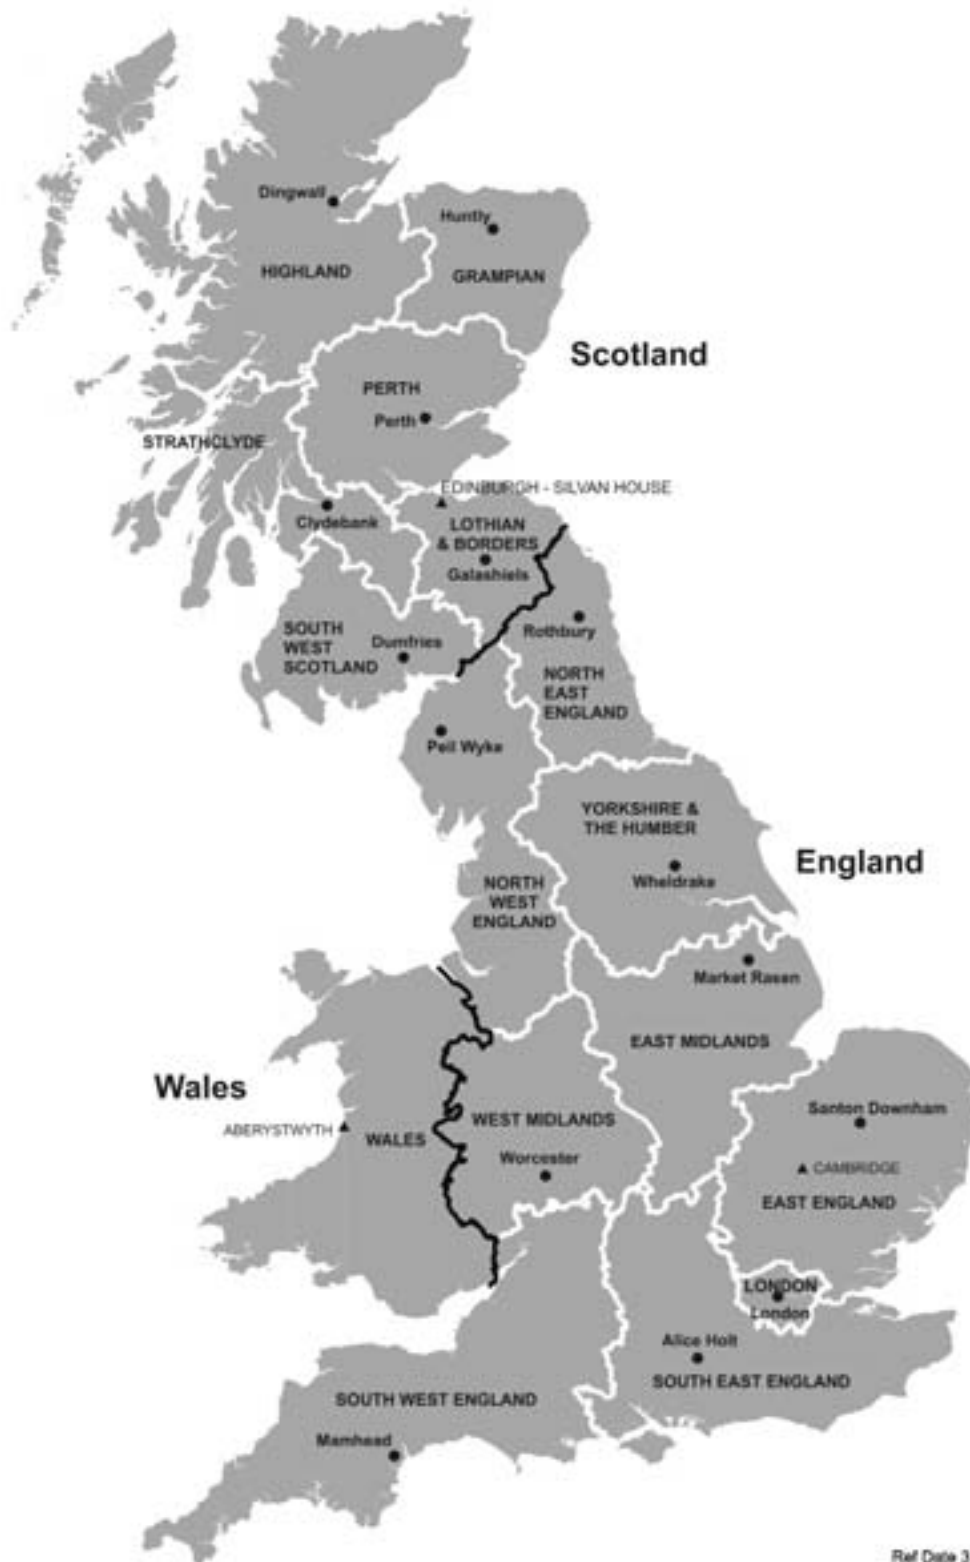 Dingwall
Huntly
HIGHLAND
GRAMPIAN
Scotland
PERTH
Perth
STRATHCLYDE
EDINBURGH - SILVAN HOUSE
Clydebank
LOTHIAN
& BORDERS
Galashiels
SOUTH
WEST
SCOTLAND
Dumfries
Rothbury
NORTH
EAST
ENGLAND
Peil Wyke
YORKSHIRE &
THE HUMBER
England
Wheldrake
NORTH
WEST
ENGLAND
Market Rasen
EAST MIDLANDS
Wales
Santon Downham
ABERYSTWYTH
WALES
WEST MIDLANDS
Worcester
CAMBRIDGE
EAST ENGLAND
LONDON
London
Alice Holt
SOUTH EAST ENGLAND
SOUTH WEST ENGLAND
Mamhead
Ref Date 3